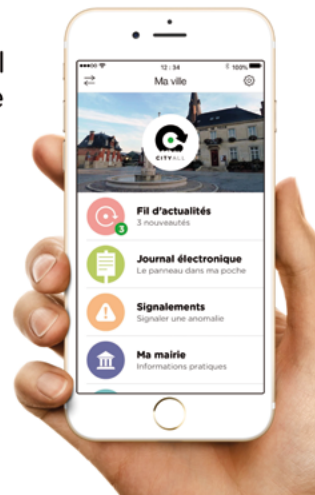 l
e
12:34
100%
Ma ville
CITYALL
Fil d'actualités
3 nouveautés
3
Journal électronique
Le panneau dans ma poche
Signalements
Signaler une anomalie
Ma mairie
Informations pratiques